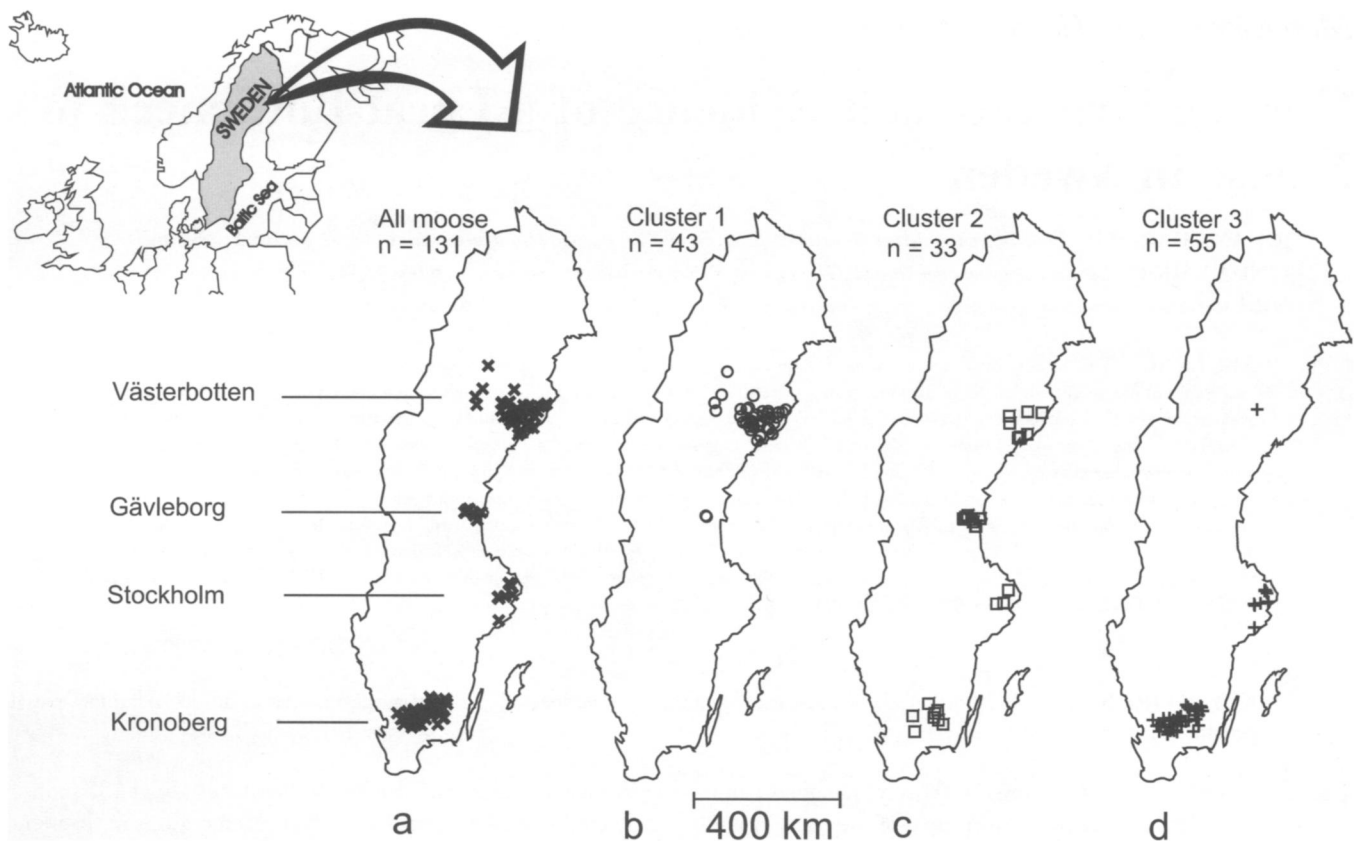 Atlantic Ocean
SWEDEN
Baltic Sea
All moose
n = 131
Cluster 1
n = 43
Cluster 2
n = 33
Cluster 3
n = 55
Västerbotten
Gävleborg
Stockholm
Kronoberg
a
b
400 km
c
d